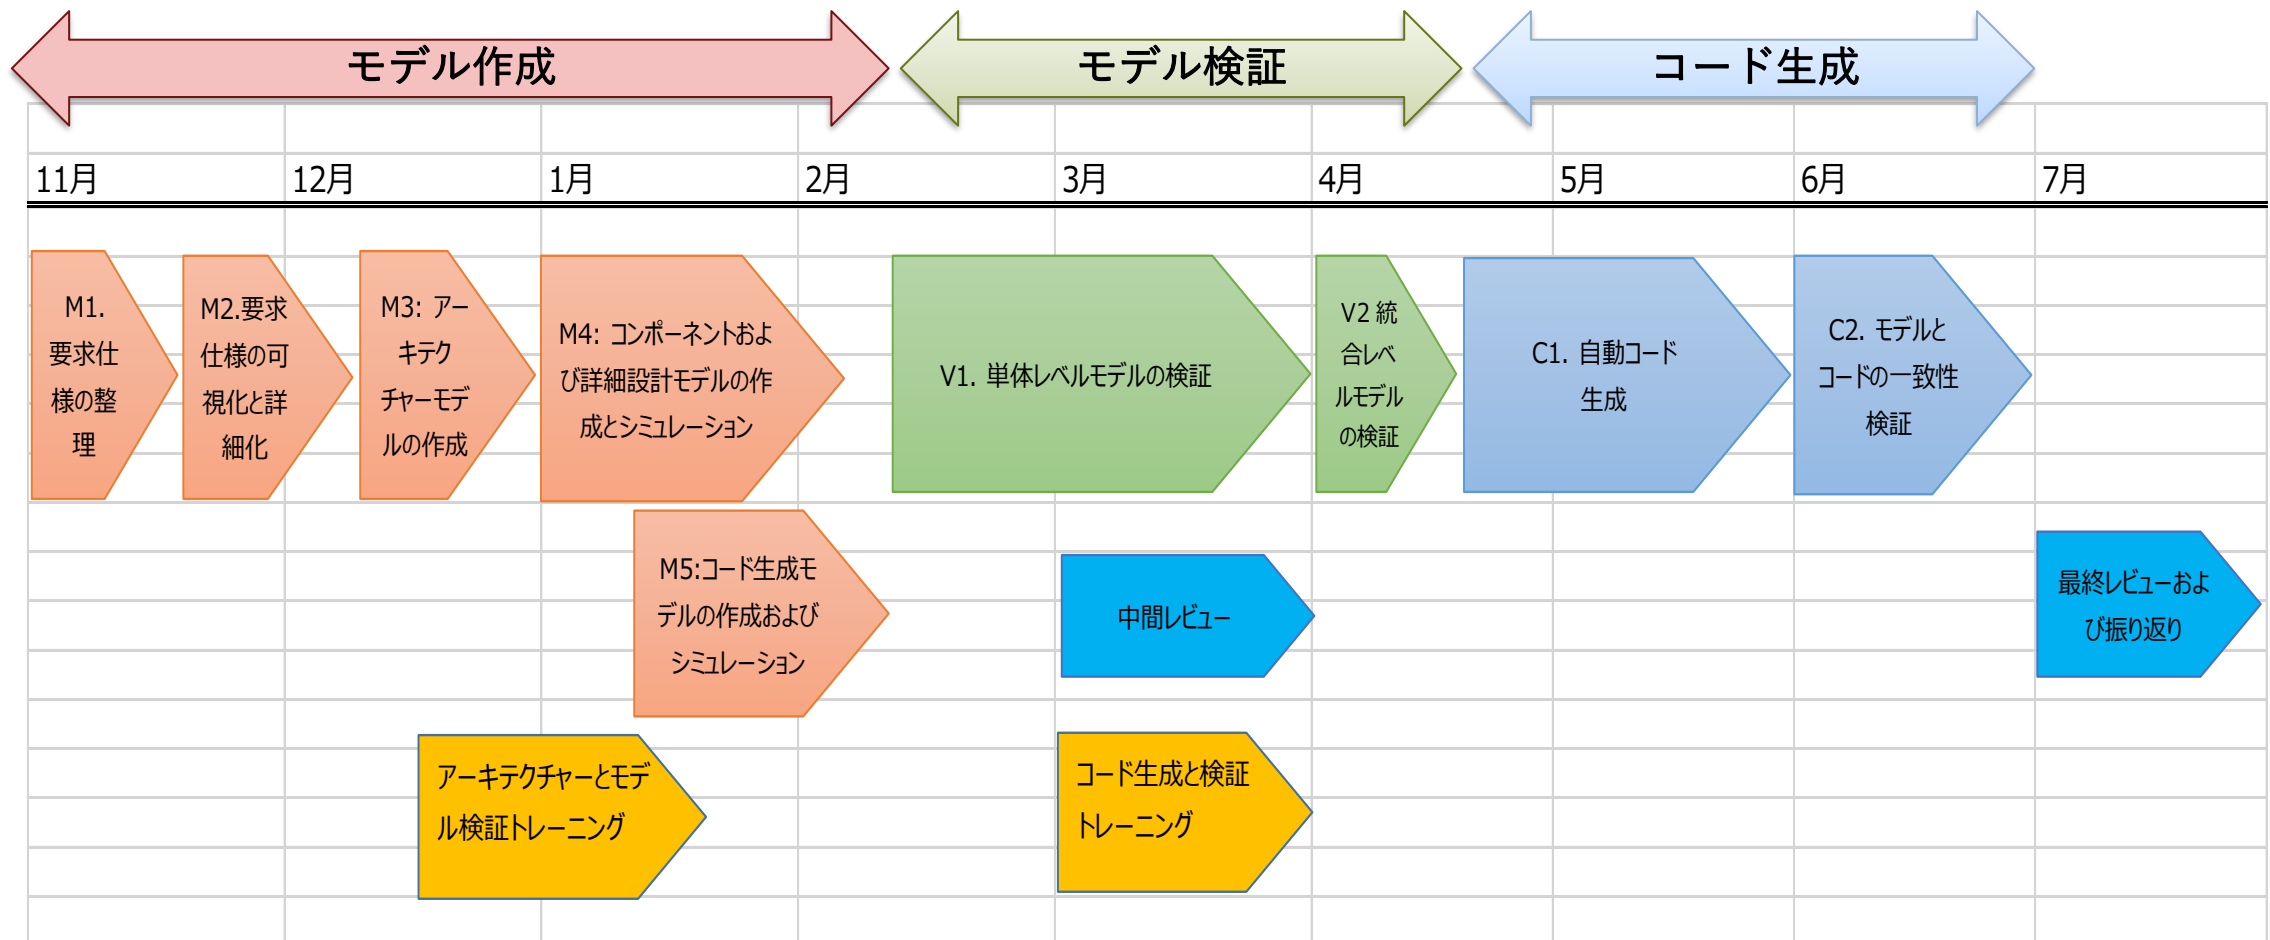 モデル作成
モデル検証
コード生成
11月
12月
1月
2月
3月
4月
5月
6月
7月
M1.
要求仕
様の整
理
M2.要求
仕様の可
視化と詳
細化
M3: アー
キテク
チャーモデ
ルの作成
M4: コンポーネントおよ
び詳細設計モデルの作
成とシミュレーション
V1. 単体レベルモデルの検証
V2 統
合レベ
ルモデル
の検証
C1. 自動コード
生成
C2. モデルと
コードの一致性
検証
M5:コード生成モ
デルの作成および
シミュレーション
中間レビュー
最終レビューおよ
び振り返り
アーキテクチャーとモデ
ル検証トレーニング
コード生成と検証
トレーニング